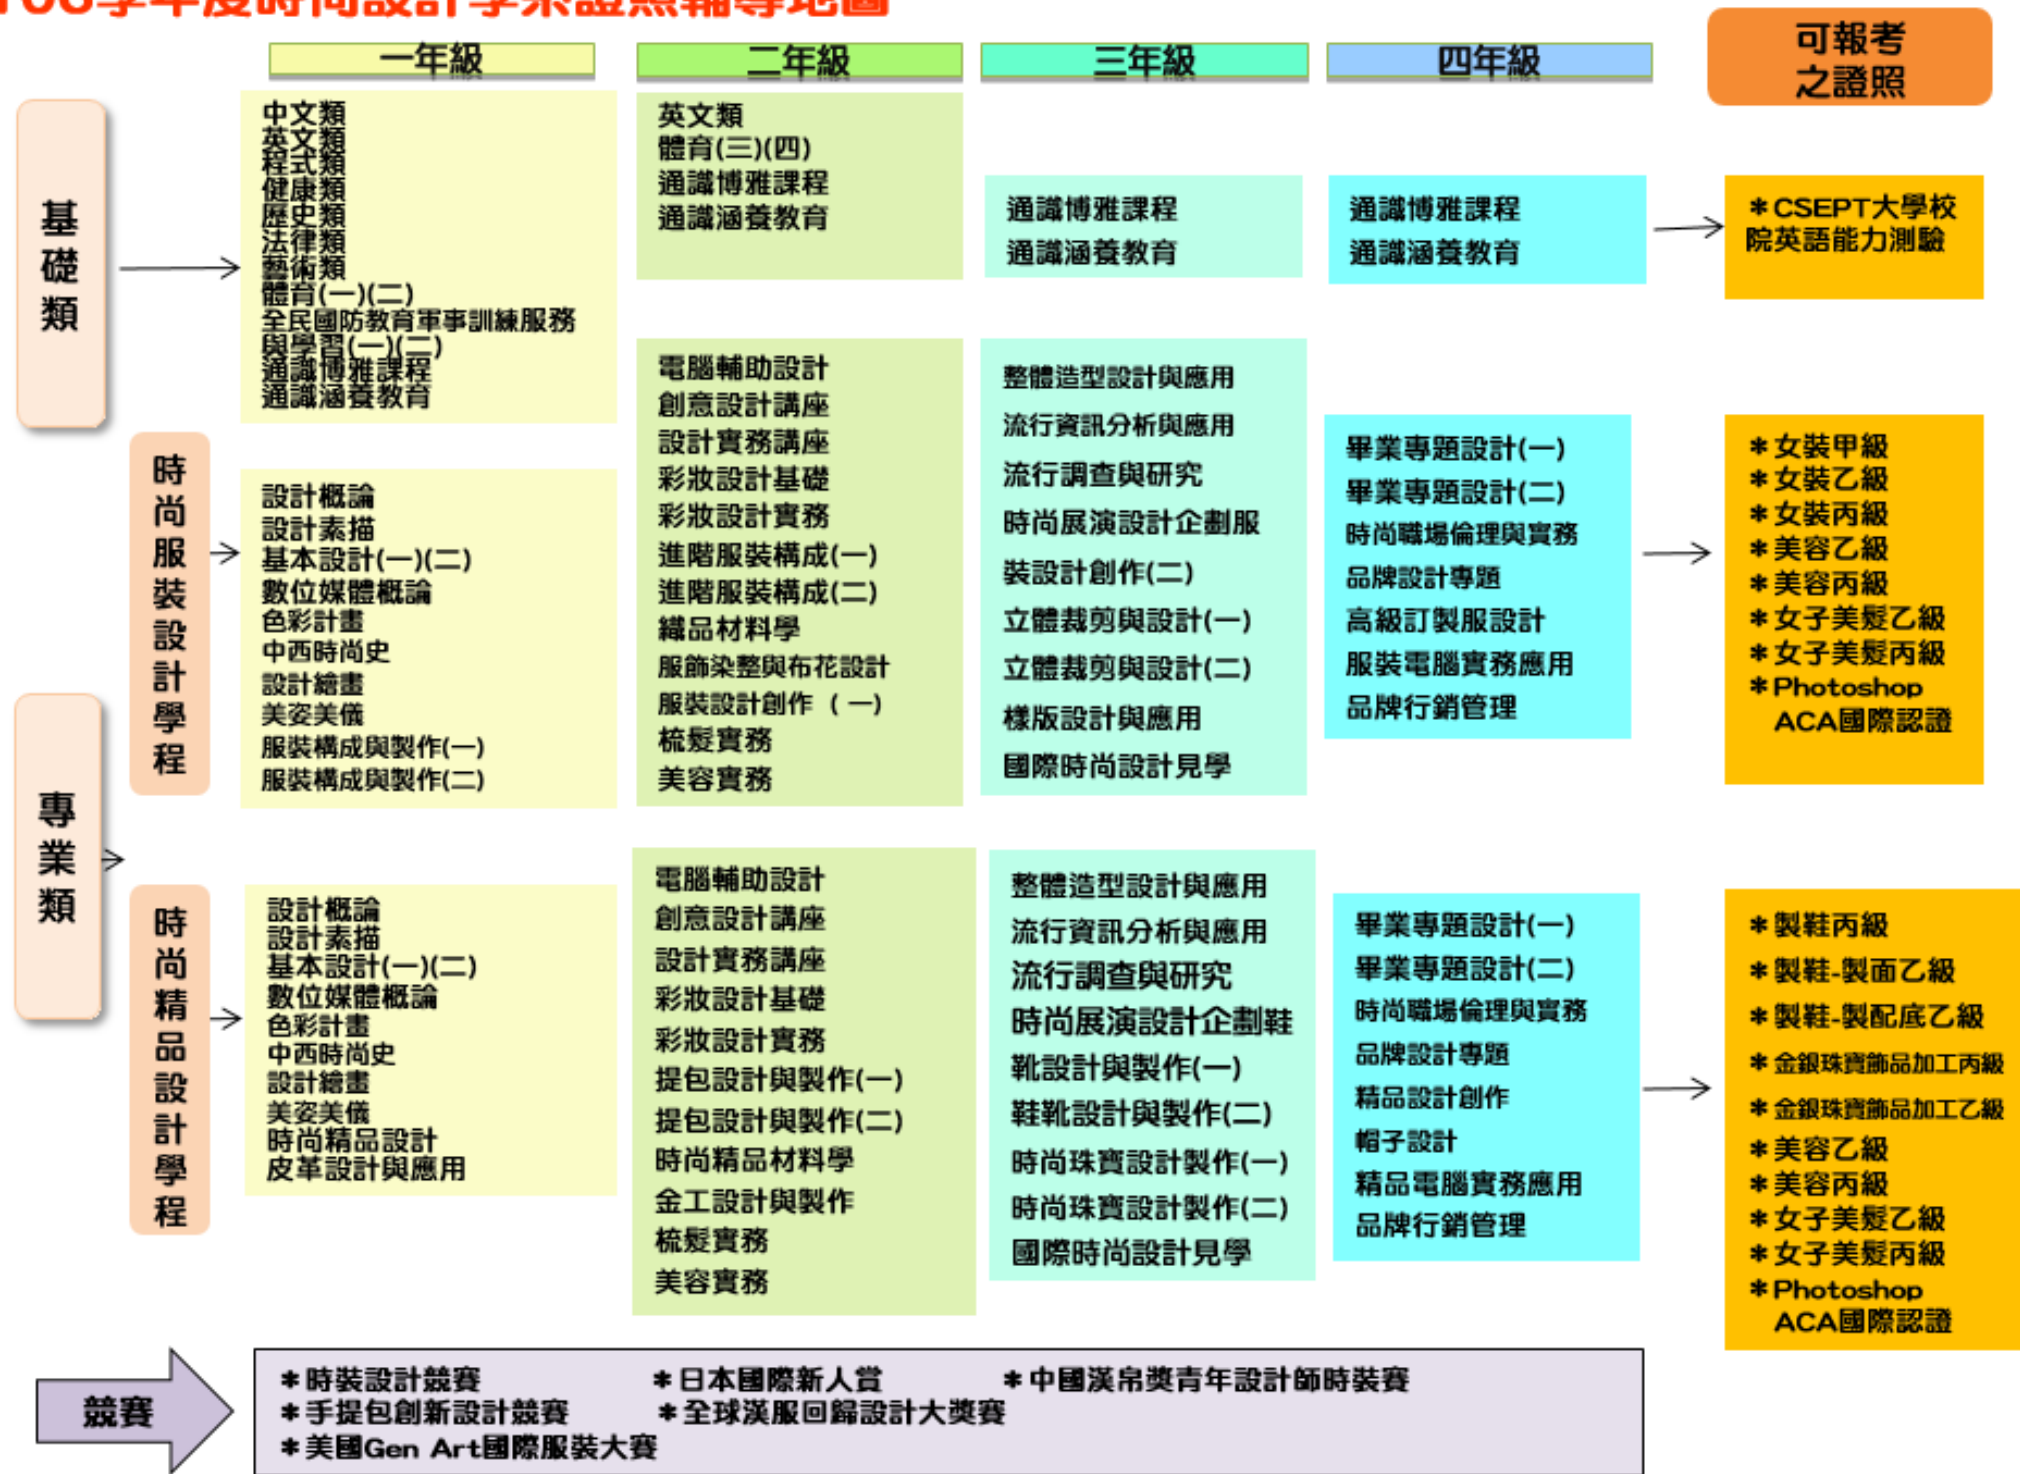 學年度時尚設計學系證照輔導地圖
一年級
二年級
三年級
四年級
可報考
之證照
基礎類
中文類
英文類
程式類
健康類
歷史類
法律類
藝術類
體育(一)(二)
全民國防教育軍事訓練服務
與學習(一)(二)
通識博雅課程
通識涵養教育
英文類
體育(三)(四)
通識博雅課程
通識涵養教育
通識博雅課程
通識涵養教育
通識博雅課程
通識涵養教育
*CSEPT大學校
院英語能力測驗
專業類
時尚服裝設計學程
設計概論
設計素描
基本設計(一)(二)
數位媒體概論
色彩計畫
中西時尚史
設計繪畫
美姿美儀
服裝構成與製作(一)
服裝構成與製作(二)
電腦輔助設計
創意設計講座
設計實務講座
彩妝設計基礎
彩妝設計實務
進階服裝構成(一)
進階服裝構成(二)
織品材料學
服飾染整與布花設計
服裝設計創作 (一)
梳髮實務
美容實務
整體造型設計與應用
流行資訊分析與應用
流行調查與研究
時尚展演設計企劃服
裝設計創作(二)
立體裁剪與設計(一)
立體裁剪與設計(二)
樣版設計與應用
國際時尚設計見學
畢業專題設計(一)
畢業專題設計(二)
時尚職場倫理與實務
品牌設計專題
高級訂製服設計
服裝電腦實務應用
品牌行銷管理
*女裝甲級
*女裝乙級
*女裝丙級
*美容乙級
*美容丙級
*女子美髮乙級
*女子美髮丙級
*Photoshop
ACA國際認證
時尚精品設計學程
設計概論
設計素描
基本設計(一)(二)
數位媒體概論
色彩計畫
中西時尚史
設計繪畫
美姿美儀
時尚精品設計
皮革設計與應用
電腦輔助設計
創意設計講座
設計實務講座
彩妝設計基礎
彩妝設計實務
提包設計與製作(一)
提包設計與製作(二)
時尚精品材料學
金工設計與製作
梳髮實務
美容實務
整體造型設計與應用
流行資訊分析與應用
流行調查與研究
時尚展演設計企劃鞋
靴設計與製作(一)
鞋靴設計與製作(二)
時尚珠寶設計製作(一)
時尚珠寶設計製作(二)
國際時尚設計見學
畢業專題設計(一)
畢業專題設計(二)
時尚職場倫理與實務
品牌設計專題
精品設計創作
帽子設計
精品電腦實務應用
品牌行銷管理
*製鞋丙級
*製鞋-製面乙級
*製鞋-製配底乙級
*金銀珠寶飾品加工丙級
*金銀珠寶飾品加工乙級
*美容乙級
*美容丙級
*女子美髮乙級
*女子美髮丙級
*Photoshop
ACA國際認證
競賽
*時裝設計競賽 *日本國際新人賞 *中國漢帛獎青年設計師時裝賽
*手提包創新設計競賽 *全球漢服回歸設計大獎賽
*美國Gen Art國際服裝大賽